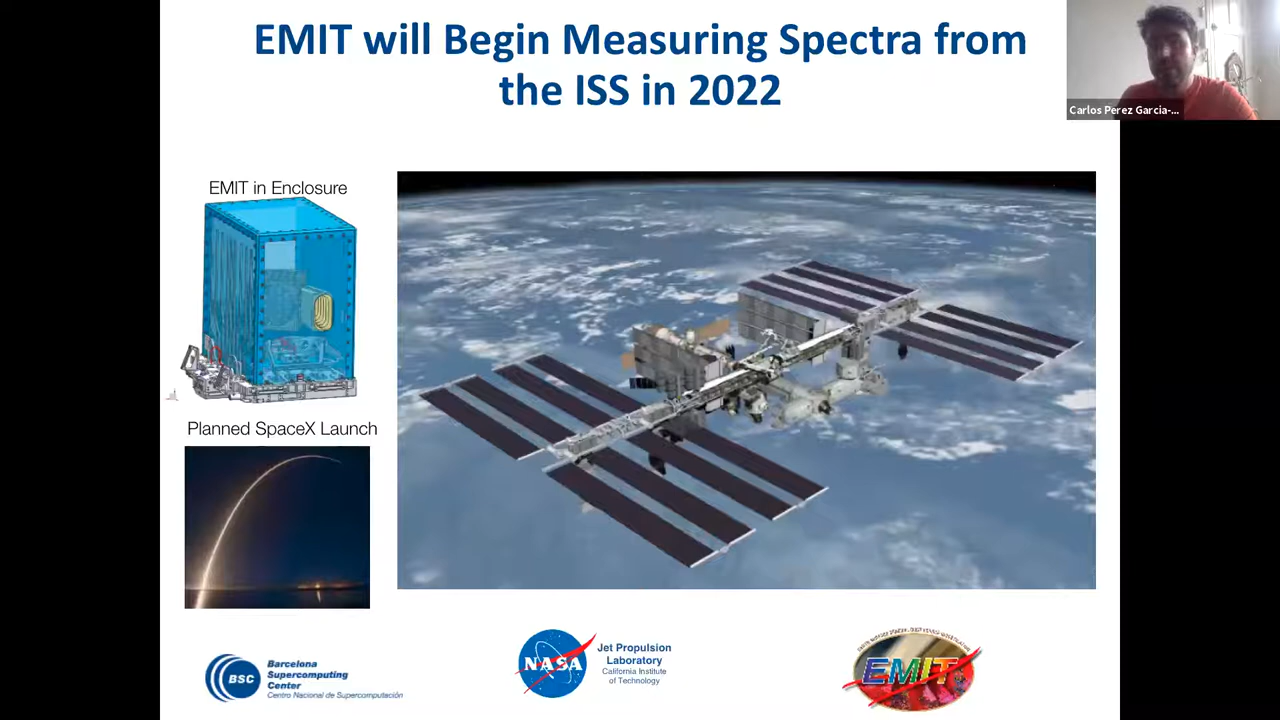 EMIT will Begin Measuring Spectra from
the ISS in 2022
Carlos Perez Garcia-...
EMIT in Enclosure
Planned SpaceX Launch
BSC
Barcelona
Supercomputing
Center
Centro Nacional de Supercomputación
NASA
Jet Propulsion
Laboratory
California Institute
of Technology
EMIT